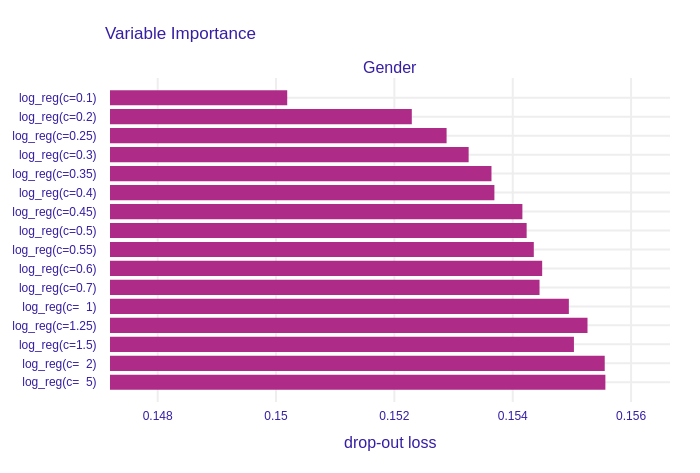 Variable Importance
Gender
log_reg(c=0.1)
log_reg(c=0.2)
log_reg(c=0.25)
log_reg(c=0.3)
log_reg(c=0.35)
log_reg(c=0.4)
log_reg(c=0.45)
log_reg(c=0.5)
log_reg(c=0.55)
log_reg(c=0.6)
log_reg(c=0.7)
log_reg(c=  1)
log_reg(c=1.25)
log_reg(c=1.5)
log_reg(c=  2)
log_reg(c=  5)
0.148 0.15 0.152 0.154 0.156
drop-out loss